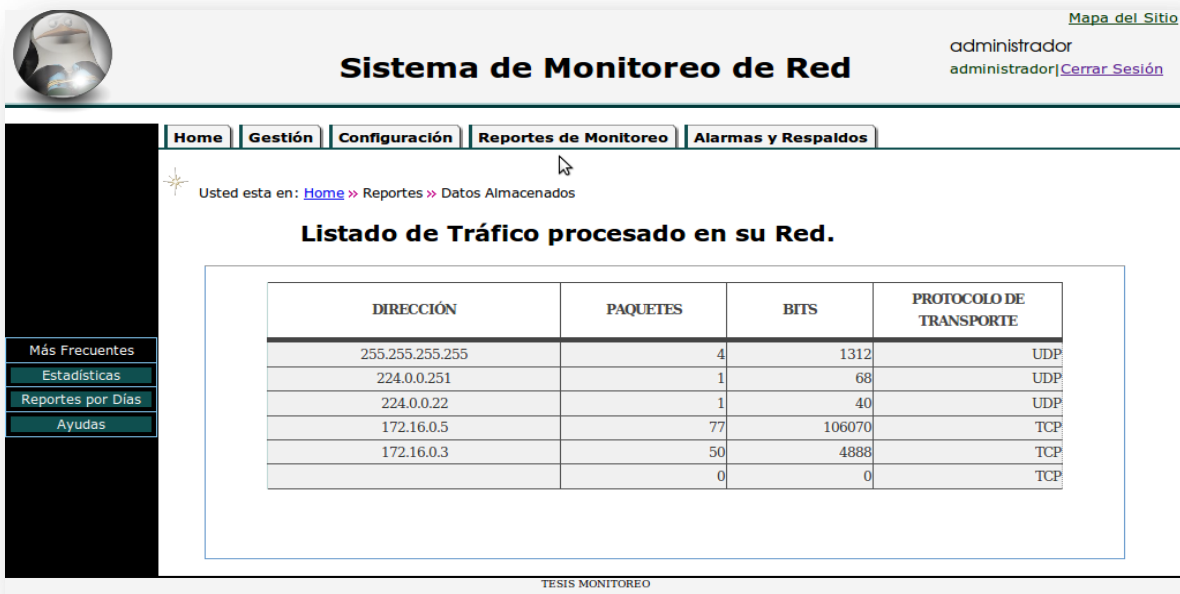 Mapa del Sitio
administrador
Sistema de Monitoreo de Red
administrador|Cerrar Sesión
Home Gestión Configuración Reportes de Monitoreo Alarmas y Respaldos
Usted esta en: Home » Reportes » Datos Almacenados
Listado de Tráfico procesado en su Red.
DIRECCIÓN PAQUETES BITS PROTOCOLO DE TRANSPORTE
255.255.255.255 4 1312 UDP
224.0.0.251 1 68 UDP
224.0.0.22 1 40 UDP
172.16.0.5 77 106070 TCP
172.16.0.3 50 4888 TCP
0 0 TCP
Más Frecuentes
Estadísticas
Reportes por Días
Ayudas
TESIS MONITOREO